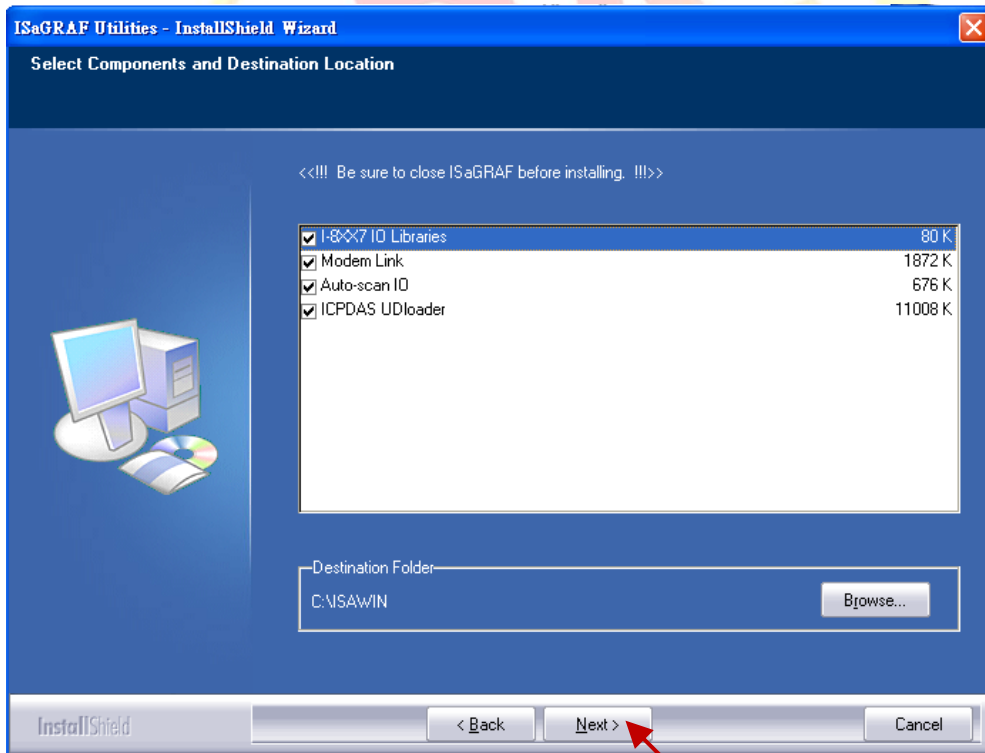 ISaGRAF Utilities - InstallShield Wizard
Select Components and Destination Location
<<!!! Be sure to close ISaGRAF before installing. !!!>>
I-8XX7 IO Libraries 80 K
Modem Link 1872 K
Auto-scan IO 676 K
ICPDAS UDloader 11008 K
Destination Folder
C:\ISAWIN
Browse...
InstallShield
< Back
Next >
Cancel